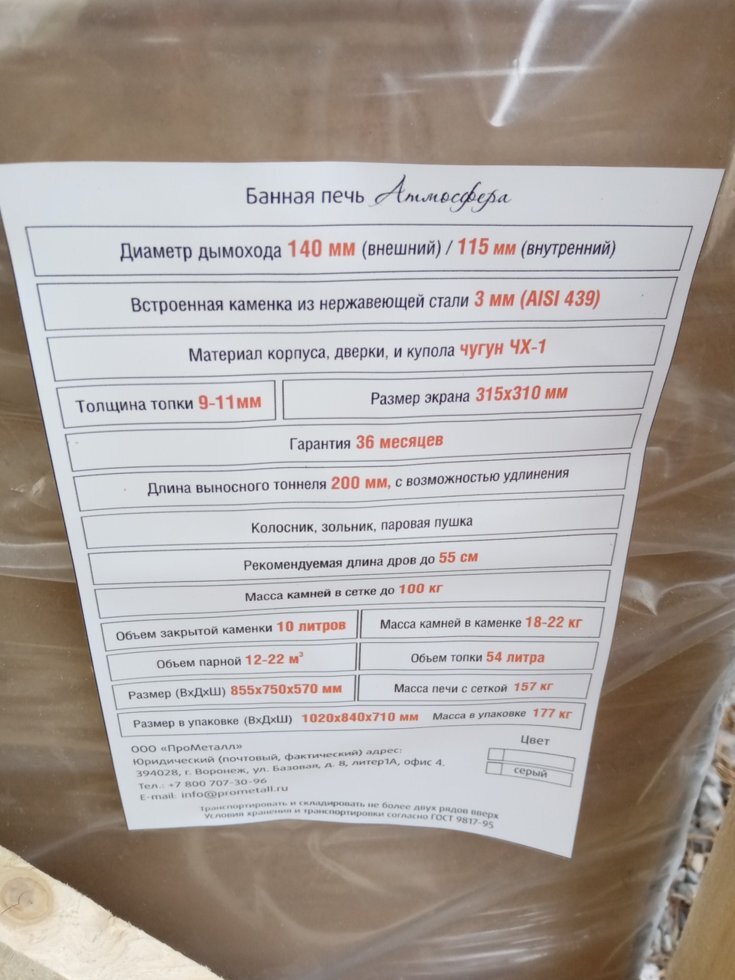 Банная печь Атмосфера
Диаметр дымохода 140 мм (внешний) / 115 мм (внутренний)
Встроенная каменка из нержавеющей стали 3 мм (AISI 439)
Материал корпуса, дверки, и купола чугун ЧХ-1
Толщина топки 9-11мм
Размер экрана 315х310 мм
Гарантия 36 месяцев
Длина выносного тоннеля 200 мм, с возможностью удлинения
Колосник, зольник, паровая пушка
Рекомендуемая длина дров до 55 см
Масса камней в сетке до 100 кг
Объем закрытой каменки 10 литров
Масса камней в каменке 18-22 кг
Объем парной 12-22 м³
Объем топки 54 литра
Размер (ВхДхШ) 855х750х570 мм
Масса печи с сеткой 157 кг
Размер в упаковке (ВхДхШ) 1020х840х710 мм Масса в упаковке 177 кг
ООО «ПроМеталл»
Юридический (почтовый, фактический) адрес:
394028, г. Воронеж, ул. Базовая, д. 8, литер1А, офис 4.
Тел.: +7 800 707-30-96
E-mail: info@prometall.ru
Цвет
серый
Транспортировать и складировать не более двух рядов вверх
Условия хранения и транспортировки согласно ГОСТ 9817-95